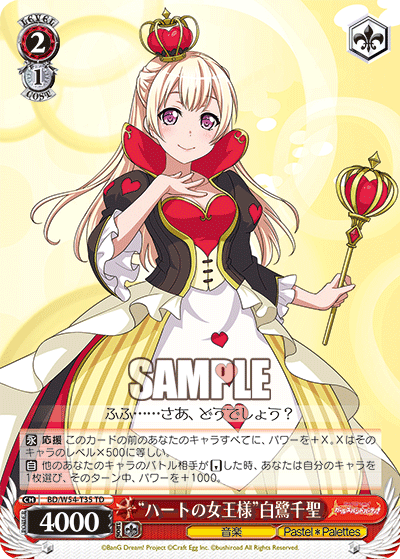 LEVEL
2
1
COST
SAMPLE
ふふ……さあ、どうでしょう？
永 応援 このカードの前のあなたのキャラすべてに、パワーを＋X。Xはそのキャラのレベル×500に等しい。
自 他のあなたのキャラのバトル相手が した時、あなたは自分のキャラを1枚選び、そのターン中、パワーを＋1000。
CH BD/W54-T35 TD
4000
“ハートの女王様”白鷺千聖
音楽 Pastel＊Palettes
©BanG Dream! Project ©Craft Egg Inc. ©bushiroad All Rights Reserved.